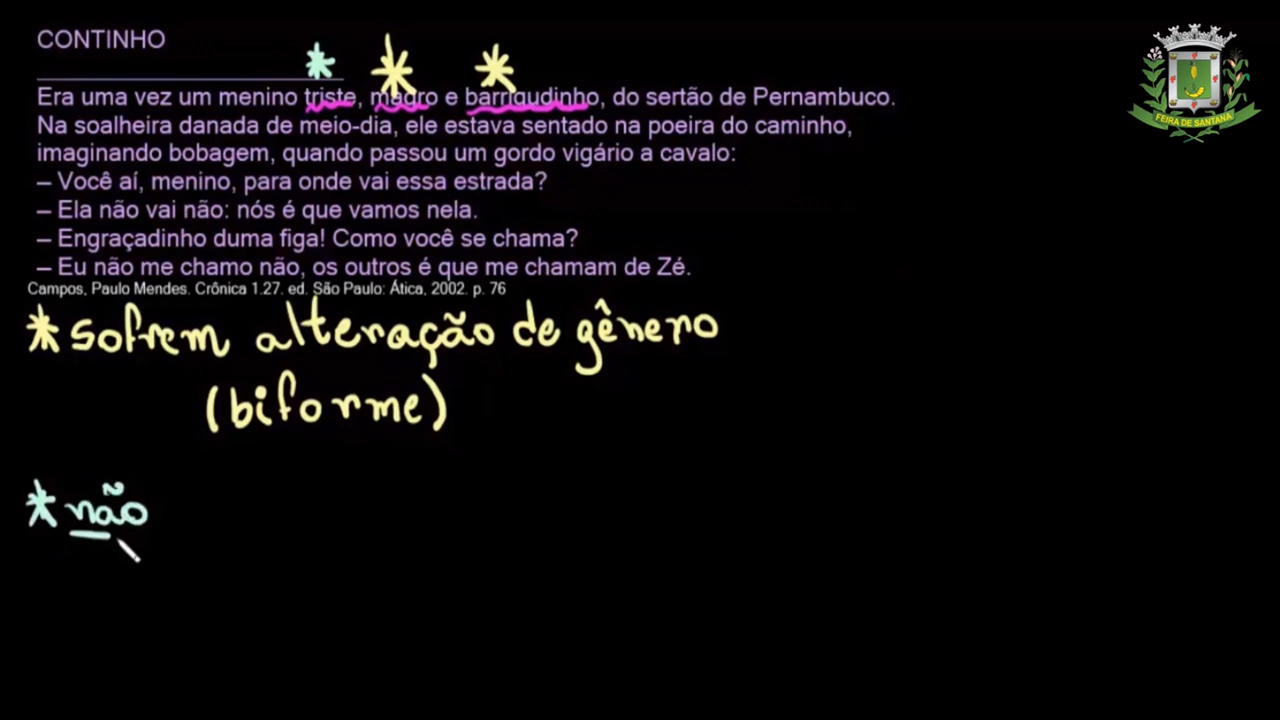 CONTINHO
Era uma vez um menino triste, magro e barrigudinho, do sertão de Pernambuco.
Na soalheira danada de meio-dia, ele estava sentado na poeira do caminho,
imaginando bobagem, quando passou um gordo vigário a cavalo:
– Você aí, menino, para onde vai essa estrada?
– Ela não vai não: nós é que vamos nela.
– Engraçadinho duma figa! Como você se chama?
– Eu não me chamo não, os outros é que me chamam de Zé.
Campos, Paulo Mendes. Crônica 1.27. ed. São Paulo: Ática, 2002. p. 76
* sofrem alteração de gênero
(biforme)
* não
FEIRA DE SANTANA